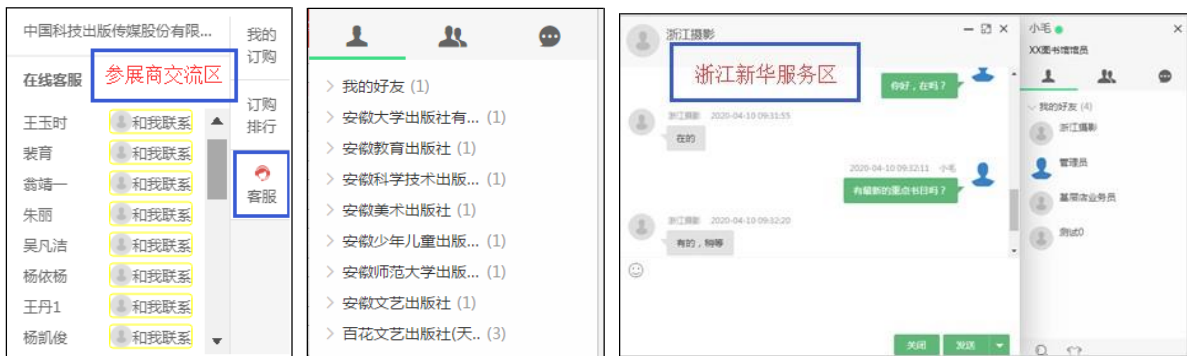 中国科技出版传媒股份有限...
在线客服
参展商交流区
王玉时 和我联系
裴育 和我联系
翁靖一 和我联系
朱丽 和我联系
吴凡洁 和我联系
杨依杨 和我联系
王丹1 和我联系
杨凯俊 和我联系
我的
订购
订购
排行
客服
我的好友 (1)
安徽大学出版社有... (1)
安徽教育出版社 (1)
安徽科学技术出版... (1)
安徽美术出版社 (1)
安徽少年儿童出版... (1)
安徽师范大学出版... (1)
安徽文艺出版社 (1)
百花文艺出版社(天.. (3)
浙江摄影
浙江新华服务区
你好，在吗？
浙江摄影 2020-04-10 09:31:55
在的
2020-04-10 09:32:11 小毛
有最新的重点书目吗？
浙江摄影 2020-04-10 09:32:20
有的，稍等
关闭 发送
小毛
XX图书馆馆员
我的好友 (4)
浙江摄影
管理员
基层店业务员
测试0